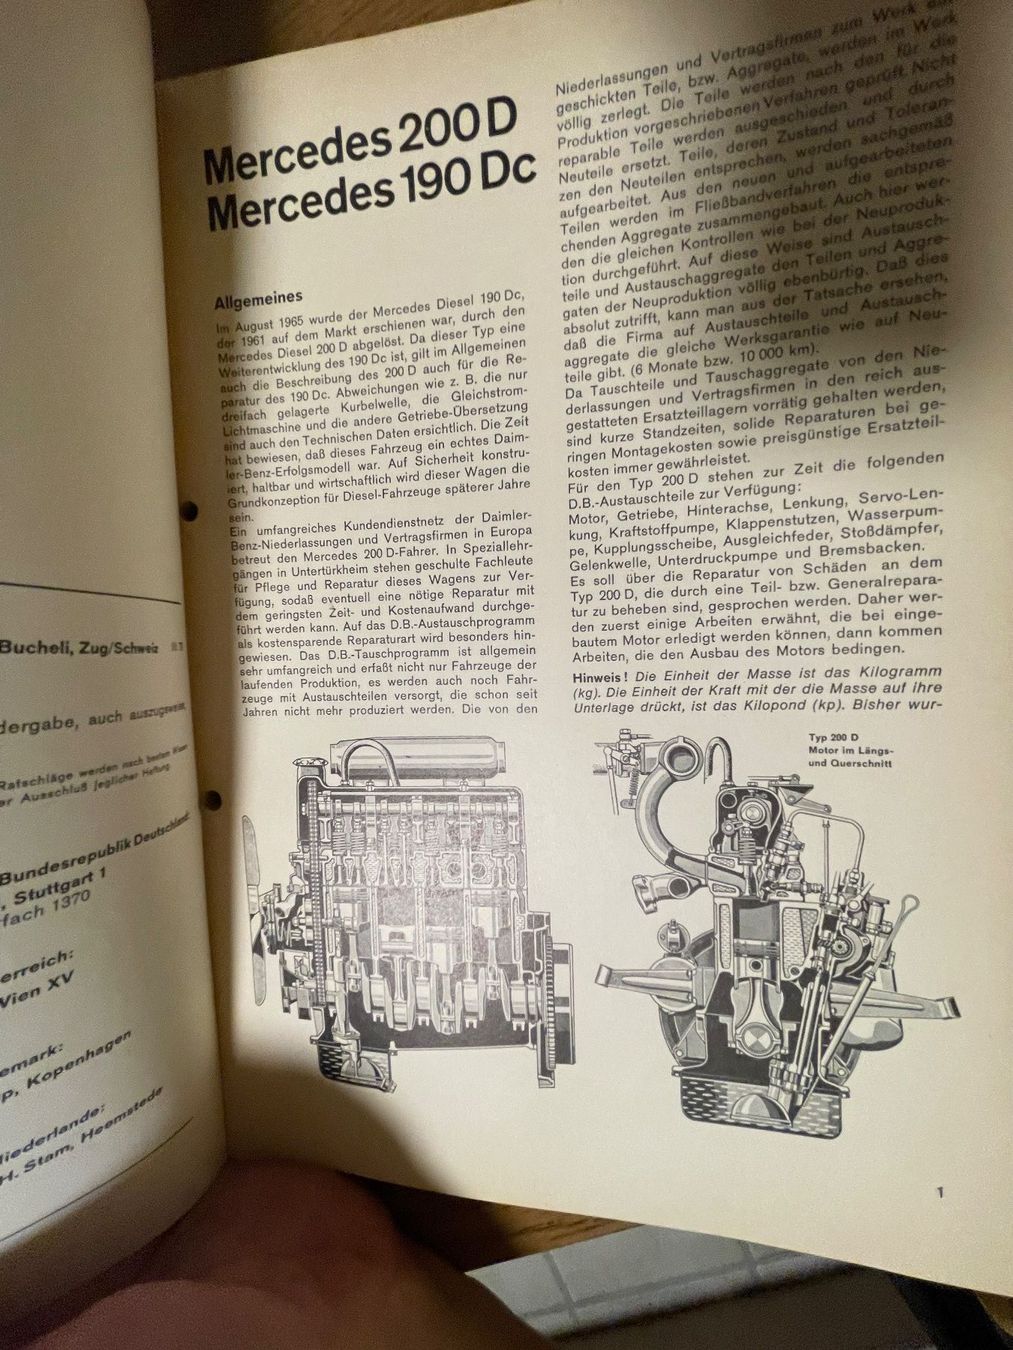 Bucheli, Zug/Schweiz
dergabe, auch auszugsweise,
Ratschläge werden nach bestem
er Ausschluß jeglicher Haftung.
Bundesrepublik Deutschland:
, Stuttgart 1
fach 1370
erreich:
Wien XV
emark:
p, Kopenhagen
Niederlande:
H. Stam, Heemstede
Mercedes 200 D
Mercedes 190 Dc
Allgemeines
Im August 1965 wurde der Mercedes Diesel 190 Dc,
der 1961 auf dem Markt erschienen war, durch den
Mercedes Diesel 200 D abgelöst. Da dieser Typ eine
Weiterentwicklung des 190 Dc ist, gilt im Allgemeinen
auch die Beschreibung des 200 D auch für die Re-
paratur des 190 Dc. Abweichungen wie z. B. die nur
dreifach gelagerte Kurbelwelle, die Gleichstrom-
Lichtmaschine und die andere Getriebe-Übersetzung
sind auch den Technischen Daten ersichtlich. Die Zeit
hat bewiesen, daß dieses Fahrzeug ein echtes Daim-
ler-Benz-Erfolgsmodell war. Auf Sicherheit konstru-
iert, haltbar und wirtschaftlich wird dieser Wagen die
Grundkonzeption für Diesel-Fahrzeuge späterer Jahre
sein.
Ein umfangreiches Kundendienstnetz der Daimler-
Benz-Niederlassungen und Vertragsfirmen in Europa
betreut den Mercedes 200 D-Fahrer. In Speziallehr-
gängen in Untertürkheim stehen geschulte Fachleute
für Pflege und Reparatur dieses Wagens zur Ver-
fügung, sodaß eventuell eine nötige Reparatur mit
dem geringsten Zeit- und Kostenaufwand durchge-
führt werden kann. Auf das D.B.-Austauschprogramm
als kostensparende Reparaturart wird besonders hin-
gewiesen. Das D.B.-Tauschprogramm ist allgemein
sehr umfangreich und erfaßt nicht nur Fahrzeuge der
laufenden Produktion, es werden auch noch Fahr-
zeuge mit Austauschteilen versorgt, die schon seit
Jahren nicht mehr produziert werden. Die von den
Niederlassungen und Vertragsfirmen zum Werk ein-
geschickten Teile, bzw. Aggregate, werden im Werk
völlig zerlegt. Die Teile werden nach den für die
Produktion vorgeschriebenen Verfahren geprüft. Nicht
reparable Teile werden ausgeschieden und durch
Neuteile ersetzt. Teile, deren Zustand und Toleran-
zen den Neuteilen entsprechen, werden sachgemäß
aufgearbeitet. Aus den neuen und aufgearbeiteten
Teilen werden im Fließbandverfahren die entspre-
chenden Aggregate zusammengebaut. Auch hier wer-
den die gleichen Kontrollen wie bei der Neuproduk-
tion durchgeführt. Auf diese Weise sind Austausch-
teile und Austauschaggregate den Teilen und Aggre-
gaten der Neuproduktion völlig ebenbürtig. Daß dies
absolut zutrifft, kann man aus der Tatsache ersehen,
daß die Firma auf Austauschteile und Austausch-
aggregate die gleiche Werksgarantie wie auf Neu-
teile gibt. (6 Monate bzw. 10 000 km).
Da Tauschteile und Tauschaggregate von den Nie-
derlassungen und Vertragsfirmen in den reich aus-
gestatteten Ersatzteillagern vorrätig gehalten werden,
sind kurze Standzeiten, solide Reparaturen bei ge-
ringen Montagekosten sowie preisgünstige Ersatzteil-
kosten immer gewährleistet.
Für den Typ 200 D stehen zur Zeit die folgenden
D.B.-Austauschteile zur Verfügung:
Motor, Getriebe, Hinterachse, Lenkung, Servo-Len-
kung, Kraftstoffpumpe, Klappenstutzen, Wasserpum-
pe, Kupplungsscheibe, Ausgleichfeder, Stoßdämpfer,
Gelenkwelle, Unterdruckpumpe und Bremsbacken.
Es soll über die Reparatur von Schäden an dem
Typ 200 D, die durch eine Teil- bzw. Generalrepara-
tur zu beheben sind, gesprochen werden. Daher wer-
den zuerst einige Arbeiten erwähnt, die bei einge-
bautem Motor erledigt werden können, dann kommen
Arbeiten, die den Ausbau des Motors bedingen.
Hinweis! Die Einheit der Masse ist das Kilogramm
(kg). Die Einheit der Kraft mit der die Masse auf ihre
Unterlage drückt, ist das Kilopond (kp). Bisher wur-
Typ 200 D
Motor im Längs-
und Querschnitt
1